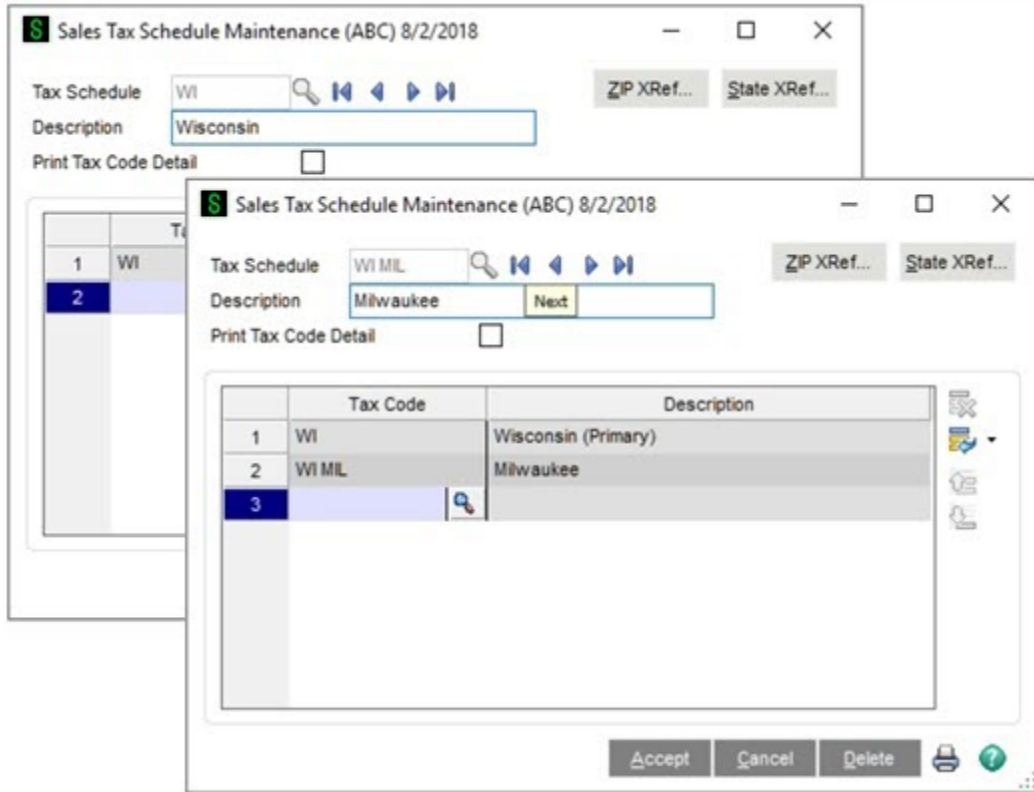 Sales Tax Schedule Maintenance (ABC) 8/2/2018
Tax Schedule WI ZIP XRef... State XRef...
Description Wisconsin
Print Tax Code Detail
1 WI
2
Sales Tax Schedule Maintenance (ABC) 8/2/2018
Tax Schedule WI MIL ZIP XRef... State XRef...
Description Milwaukee Next
Print Tax Code Detail
Tax Code Description
1 WI Wisconsin (Primary)
2 WI MIL Milwaukee
3
Accept Cancel Delete